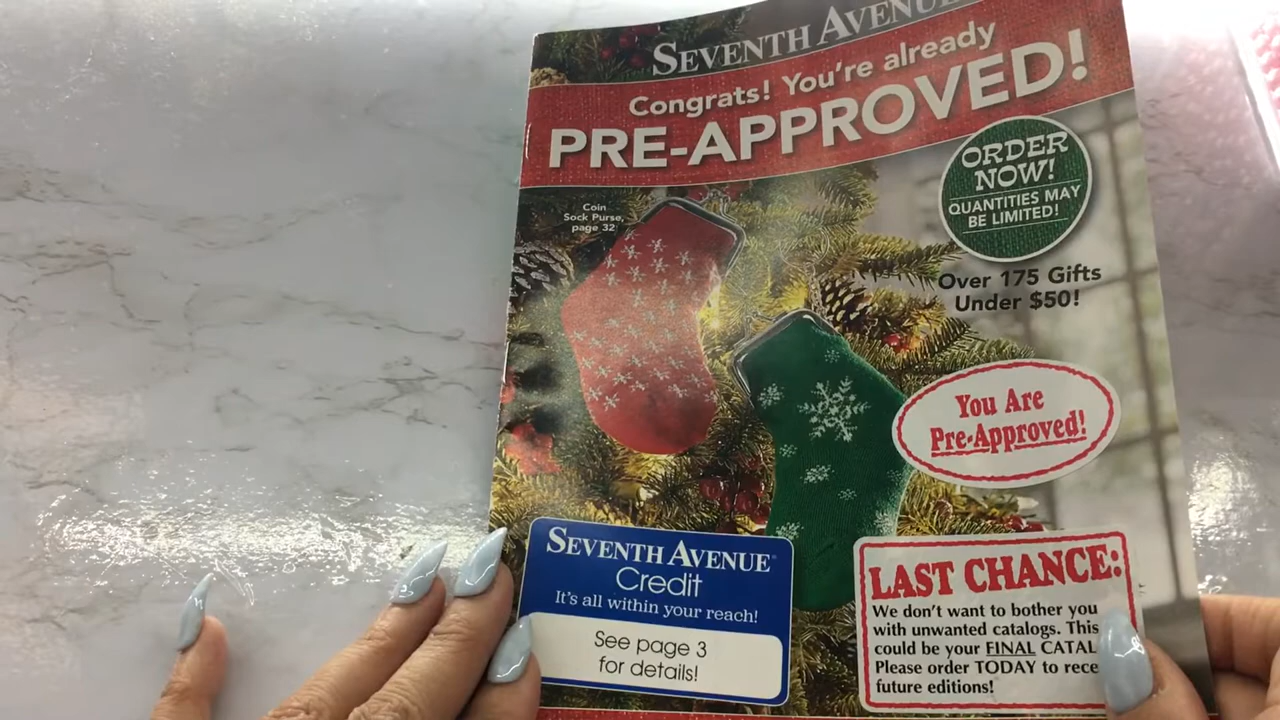 SEVENTH AVENUE
Congrats! You're already
PRE-APPROVED!
ORDER
NOW!
QUANTITIES MAY
BE LIMITED!
Coin
Sock Purse,
page 32
Over 175 Gifts
Under $50!
You Are
Pre-Approved!
SEVENTH AVENUE®
Credit
It's all within your reach!
See page 3
for details!
LAST CHANCE:
We don't want to bother you
with unwanted catalogs. This
could be your FINAL CATAL
Please order TODAY to rece
future editions!